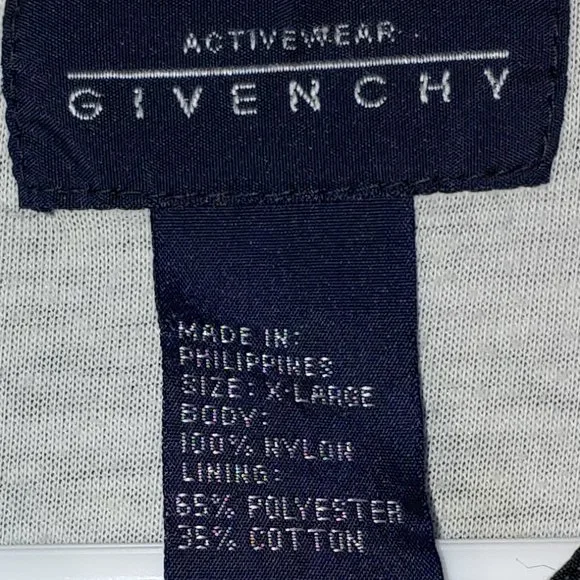 ACTIVEWEAR
GIVENCHY
MADE IN:
PHILIPPINES
SIZE: X-LARGE
BODY:
100% NYLON
LINING:
65% POLYESTER
35% COTTON